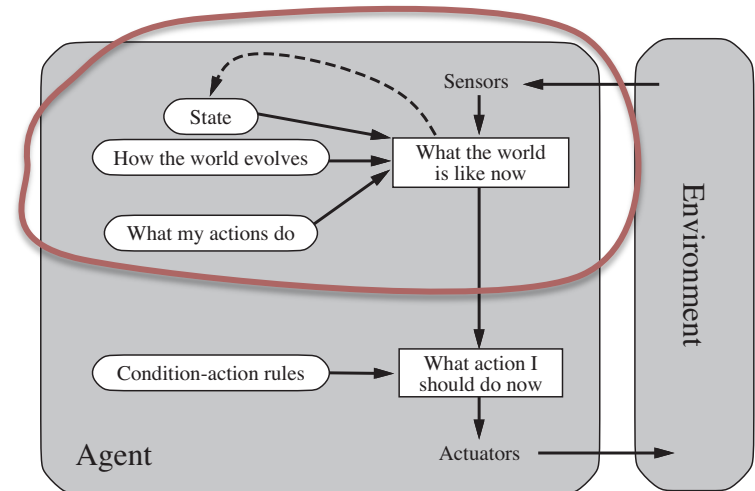 Sensors
State
How the world evolves
What the world
is like now
What my actions do
Environment
Condition-action rules
What action I
should do now
Agent
Actuators